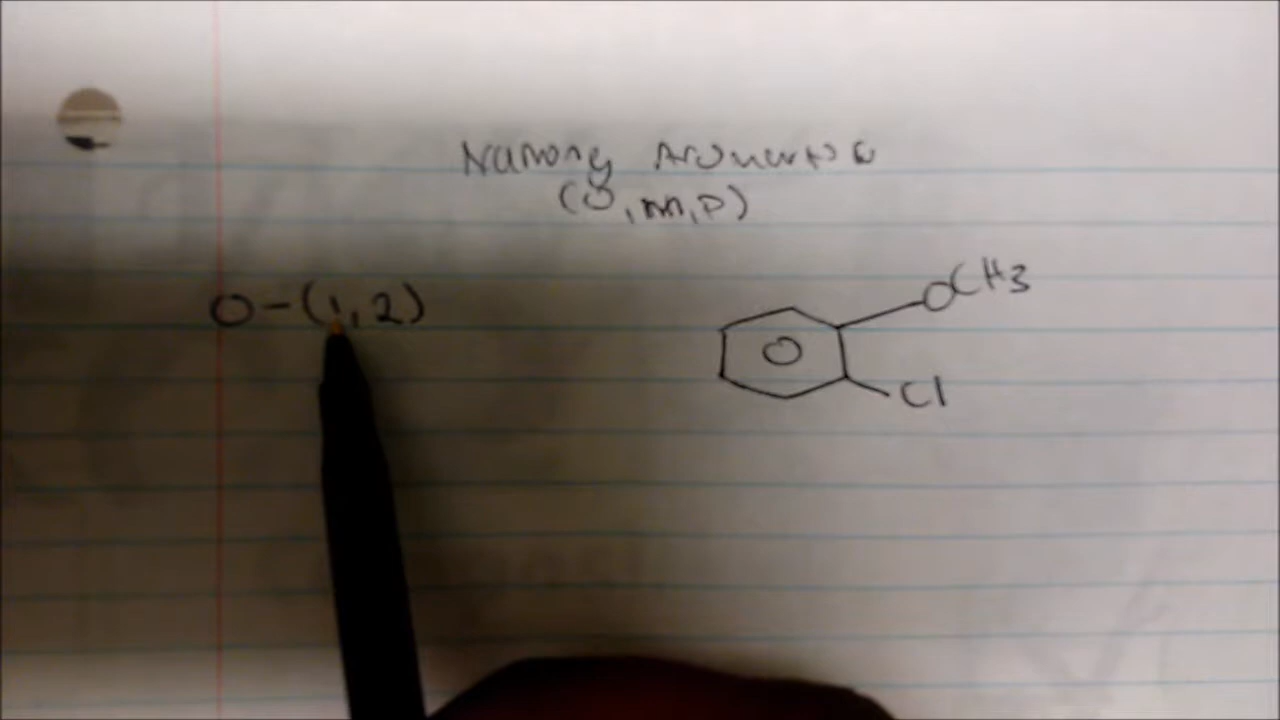 Naming Aromatic
(O, m, p)
O-(1,2)
OCH3
O
Cl